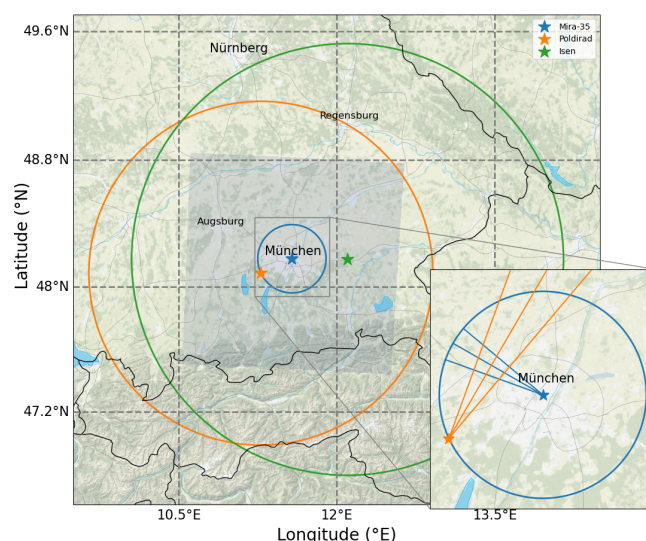 49.6°N
48.8°N
48°N
47.2°N
Latitude (°N)
Nürnberg
Regensburg
Augsburg
München
Mira-35
Poldirad
Isen
München
10.5°E
12°E
13.5°E
Longitude (°E)